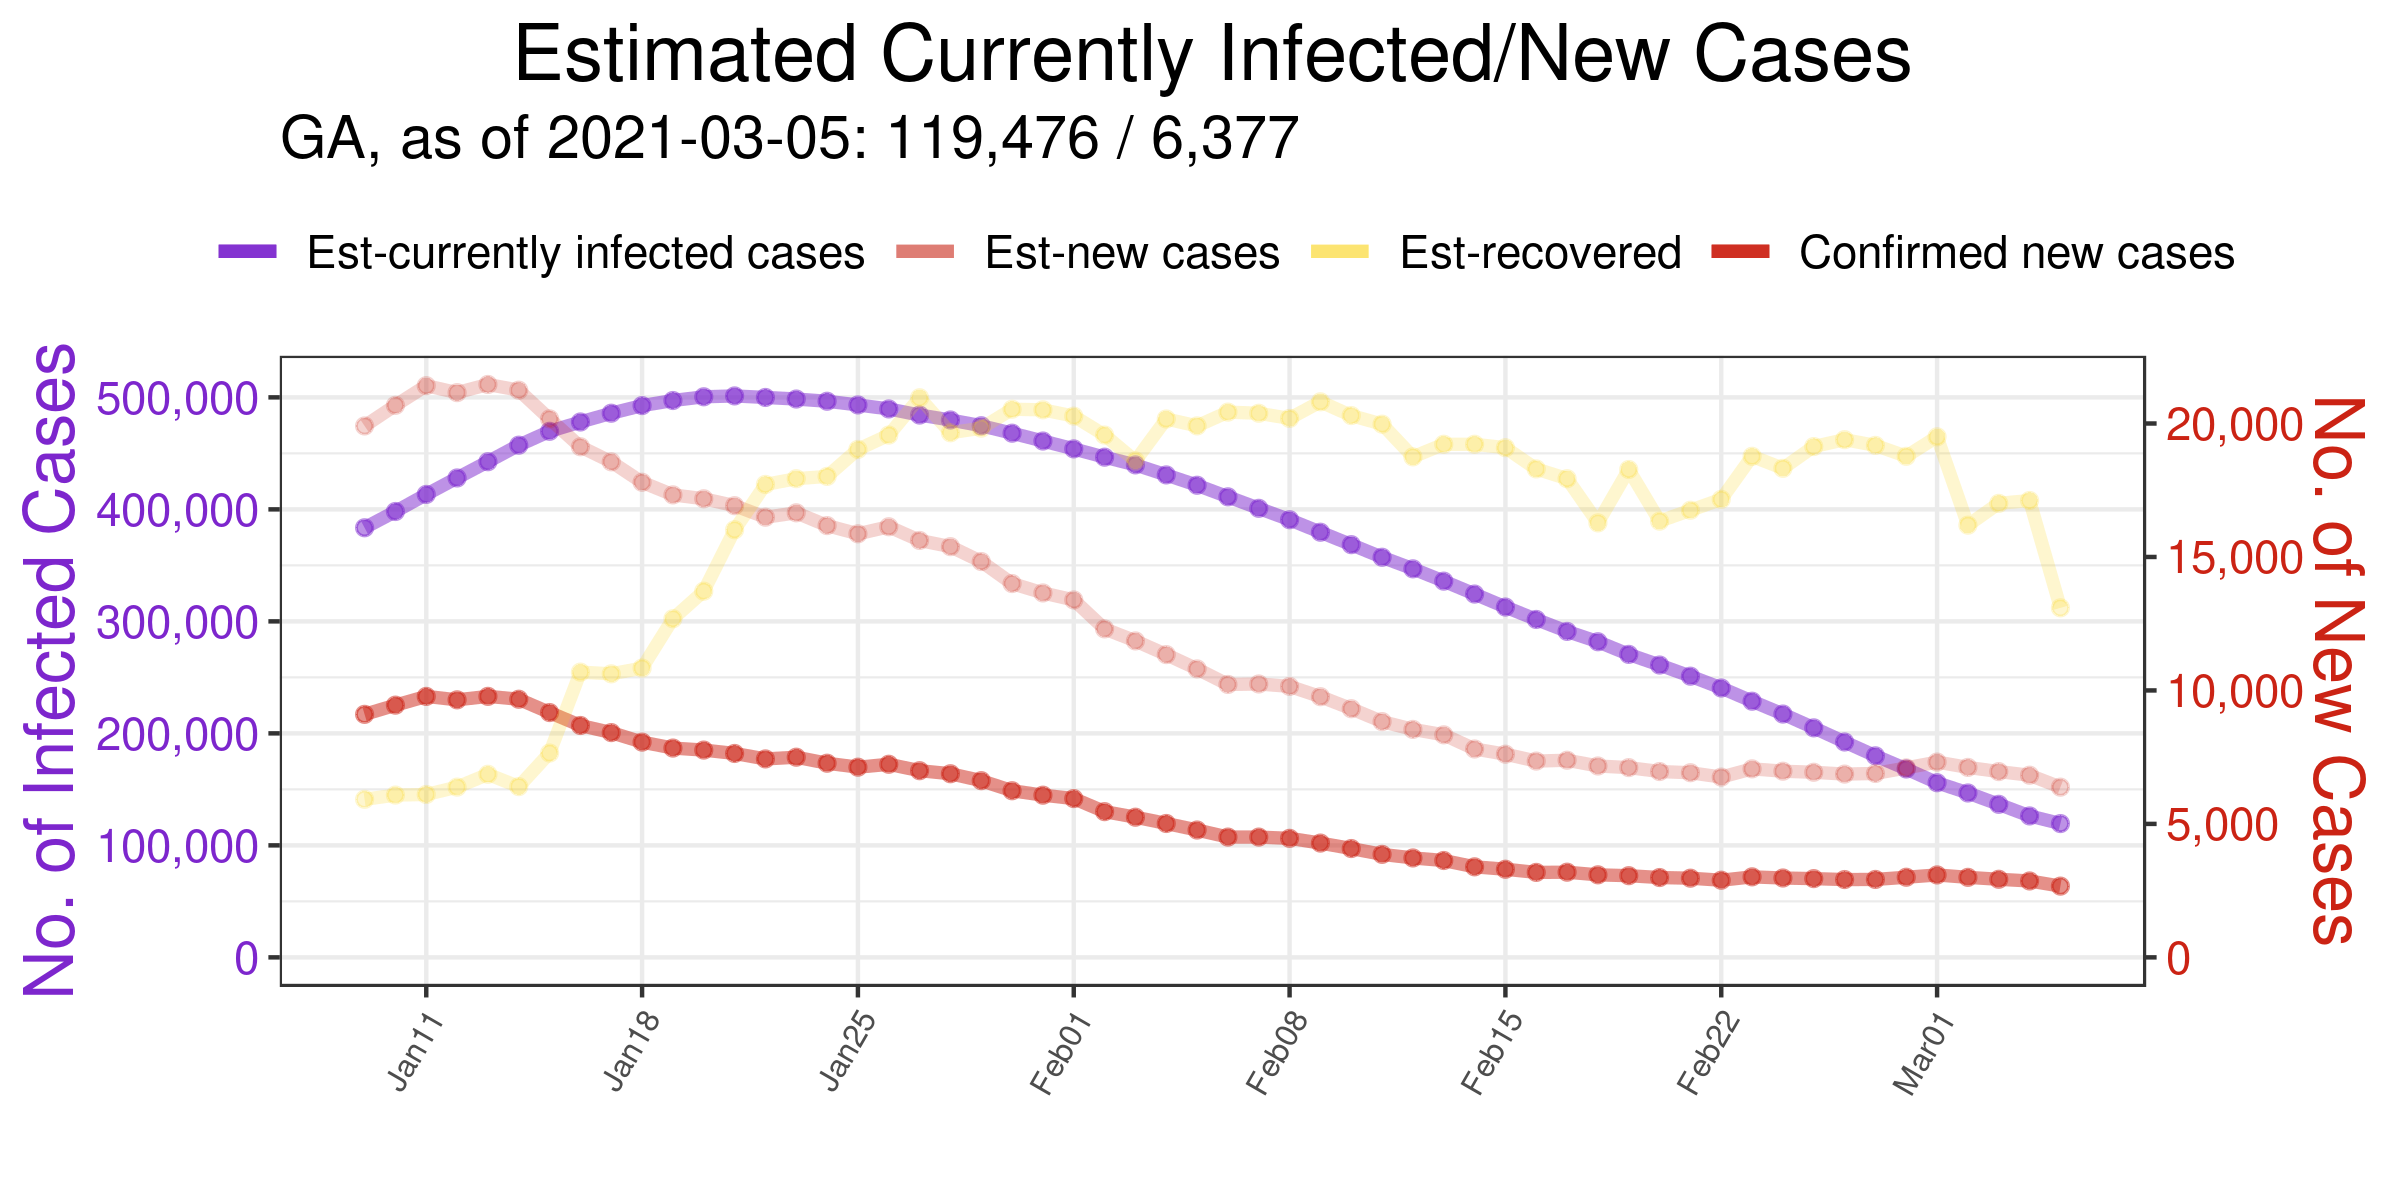 Estimated Currently Infected/New Cases
GA, as of 2021-03-05: 119,476 / 6,377
Est-currently infected cases
Est-new cases
Est-recovered
Confirmed new cases
No. of Infected Cases
500,000
400,000
300,000
200,000
100,000
0
20,000
15,000
10,000
5,000
0
No. of New Cases
Jan11
Jan18
Jan25
Feb01
Feb08
Feb15
Feb22
Mar01